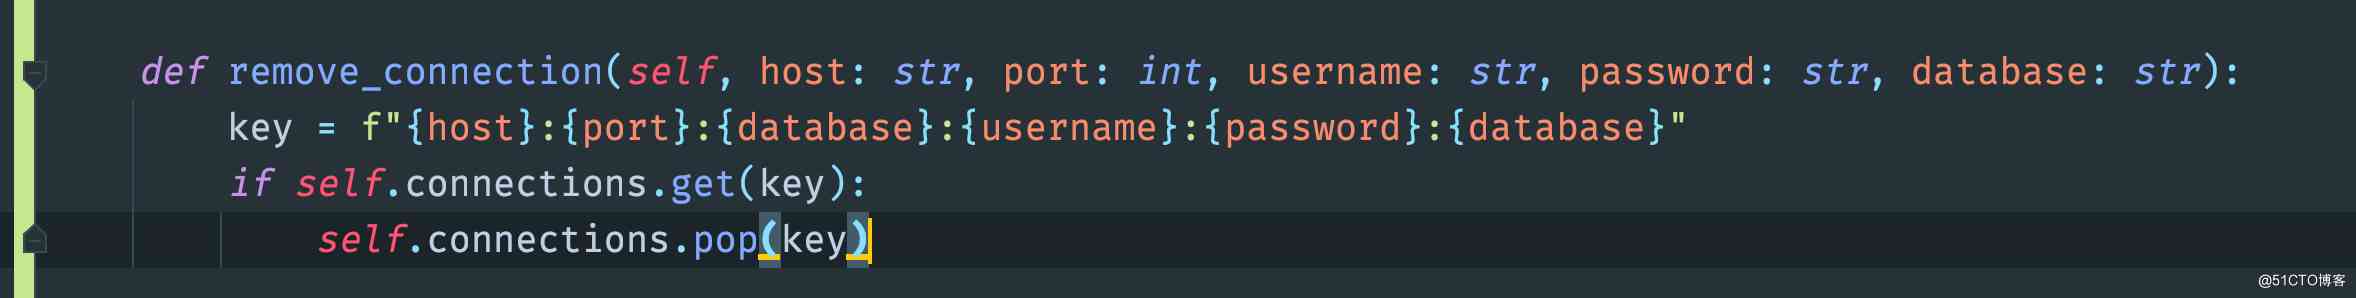 def remove_connection(self, host: str, port: int, username: str, password: str, database: str):
    key = f"{host}:{port}:{database}:{username}:{password}:{database}"
    if self.connections.get(key):
        self.connections.pop(key)
@51CTO博客